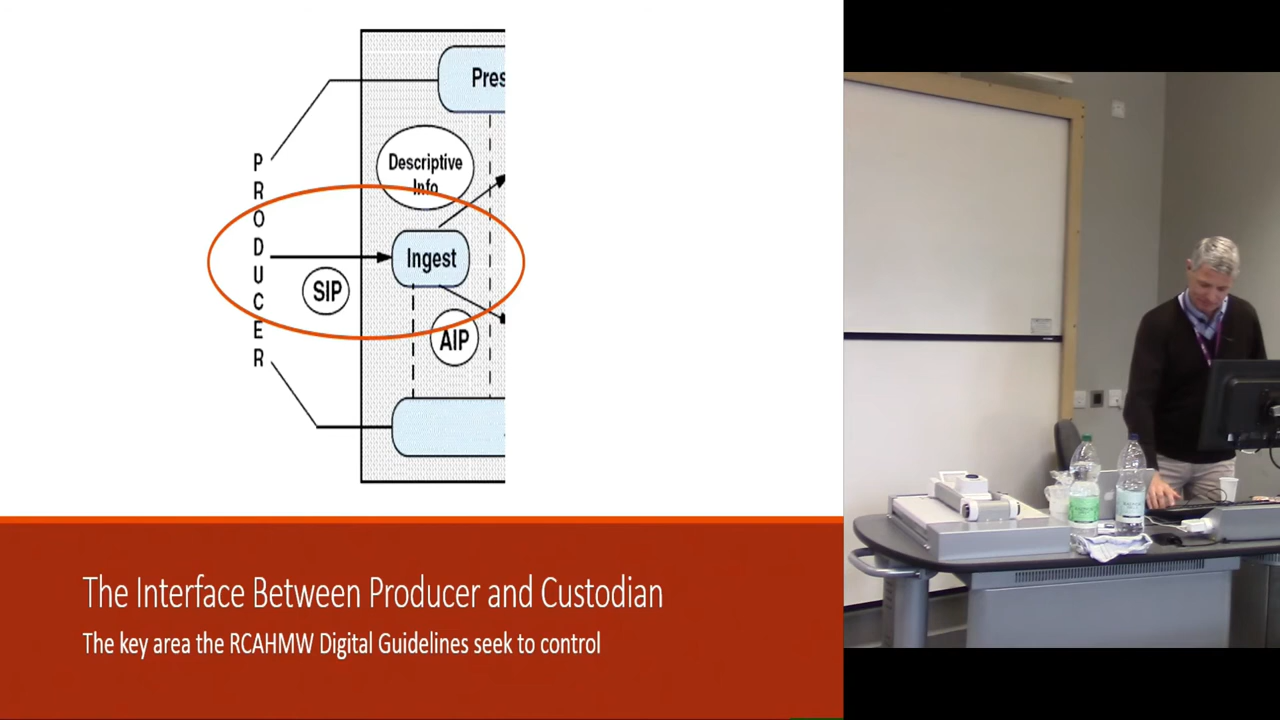 Pres
Descriptive
Info
PRODUCER
Ingest
SIP
AIP
The Interface Between Producer and Custodian
The key area the RCAHMW Digital Guidelines seek to control